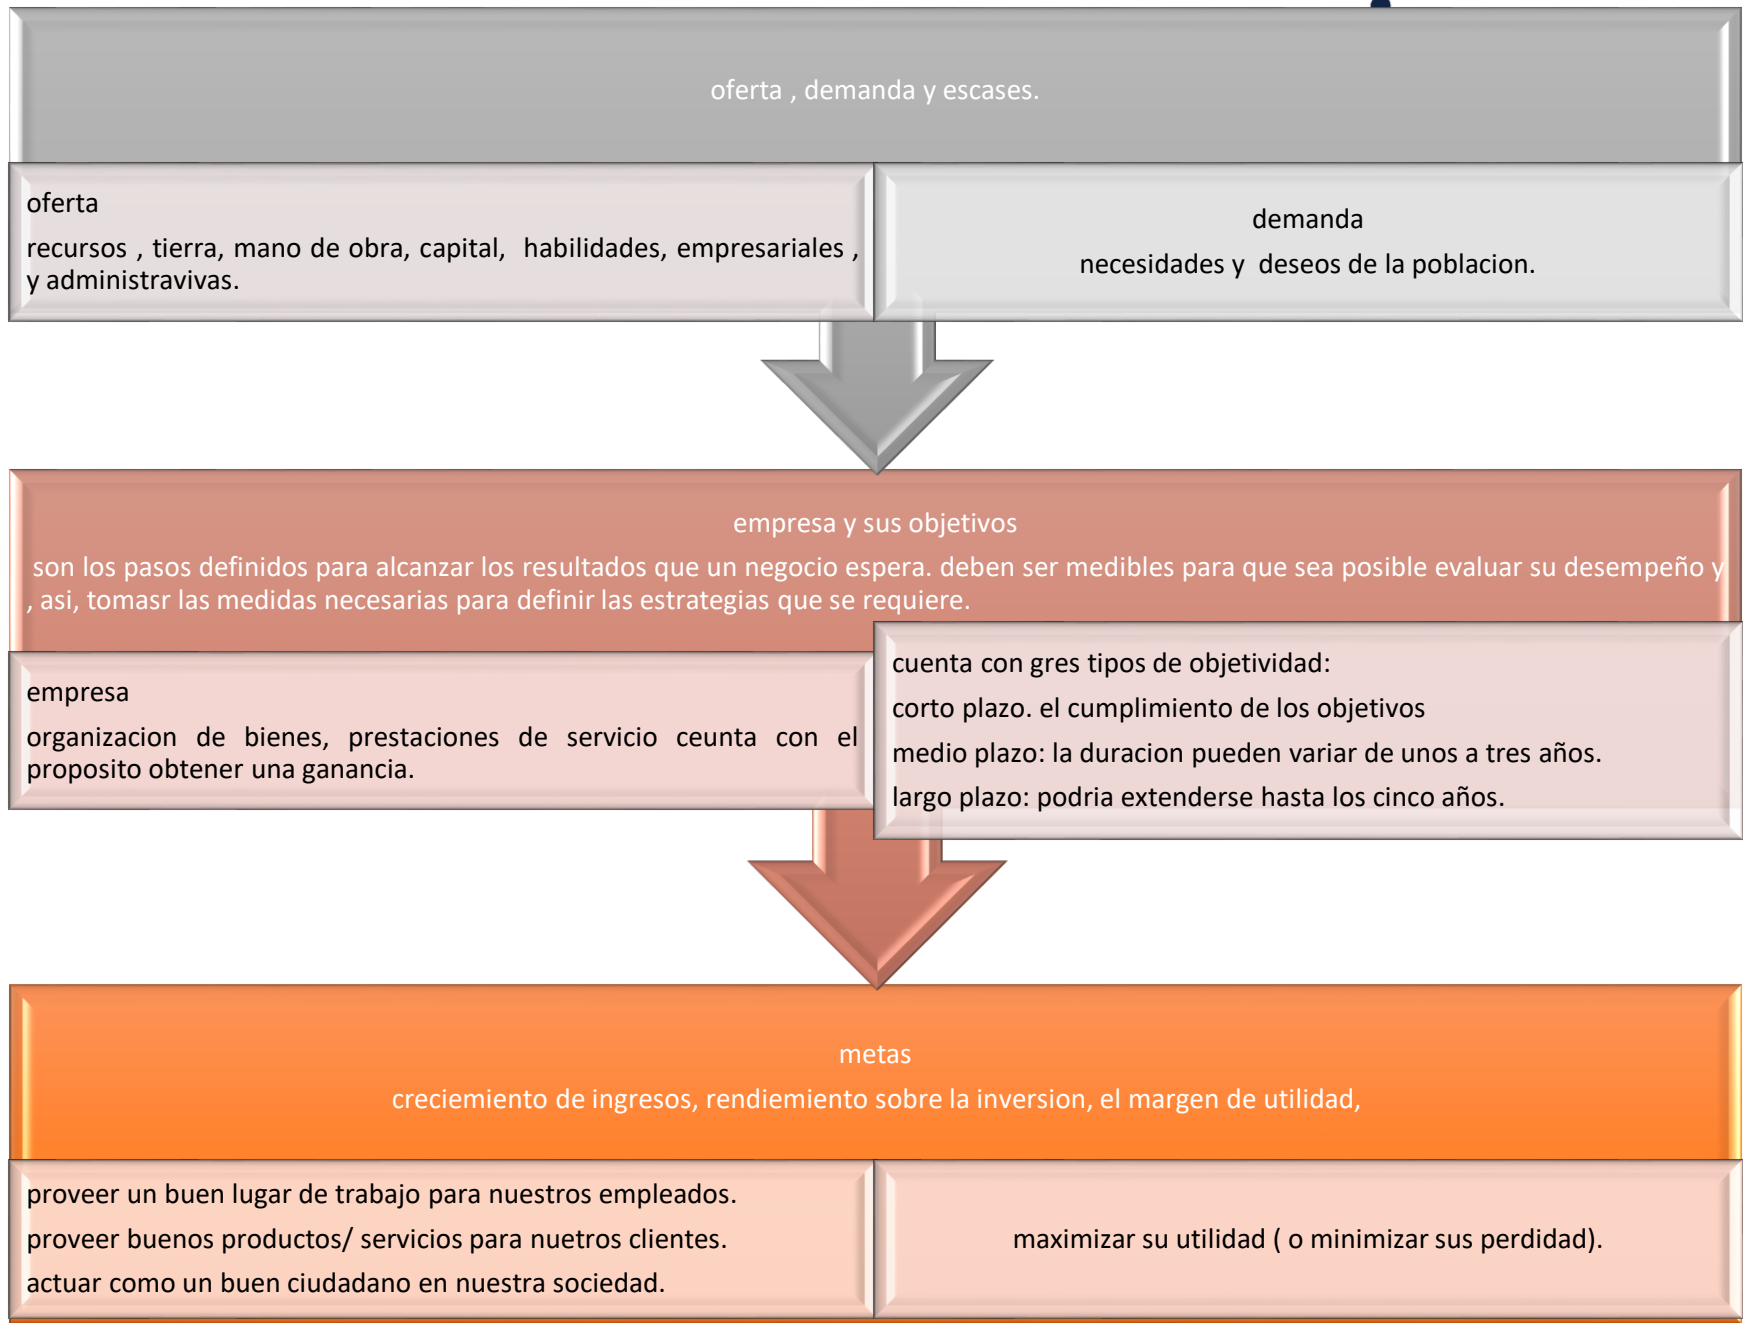 oferta , demanda y escases.
oferta
recursos , tierra, mano de obra, capital, habilidades, empresariales ,
y administravivas.
demanda
necesidades y deseos de la poblacion.
empresa y sus objetivos
son los pasos definidos para alcanzar los resultados que un negocio espera. deben ser medibles para que sea posible evaluar su desempeño y
, asi, tomasr las medidas necesarias para definir las estrategias que se requiere.
empresa
organizacion de bienes, prestaciones de servicio ceunta con el
proposito obtener una ganancia.
cuenta con gres tipos de objetividad:
corto plazo. el cumplimiento de los objetivos
medio plazo: la duracion pueden variar de unos a tres años.
largo plazo: podria extenderse hasta los cinco años.
metas
creciemiento de ingresos, rendiemiento sobre la inversion, el margen de utilidad,
proveer un buen lugar de trabajo para nuestros empleados.
proveer buenos productos/ servicios para nuetros clientes.
actuar como un buen ciudadano en nuestra sociedad.
maximizar su utilidad ( o minimizar sus perdidad).